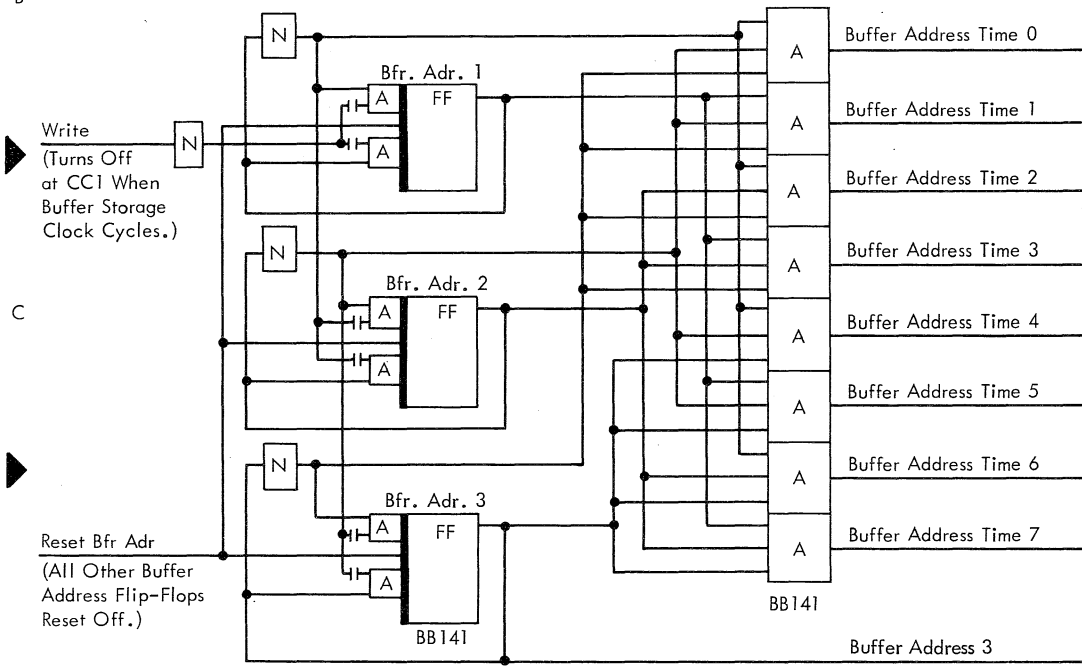 N
Bfr. Adr. 1
A
FF
A
Write
N
(Turns Off
at CC1 When
Buffer Storage
Clock Cycles.)
N
Bfr. Adr. 2
A
FF
A
C
N
Bfr. Adr. 3
A
FF
A
BB141
Reset Bfr Adr
(All Other Buffer
Address Flip-Flops
Reset Off.)
A
Buffer Address Time 0
A
Buffer Address Time 1
A
Buffer Address Time 2
A
Buffer Address Time 3
A
Buffer Address Time 4
A
Buffer Address Time 5
A
Buffer Address Time 6
A
Buffer Address Time 7
BB141
Buffer Address 3